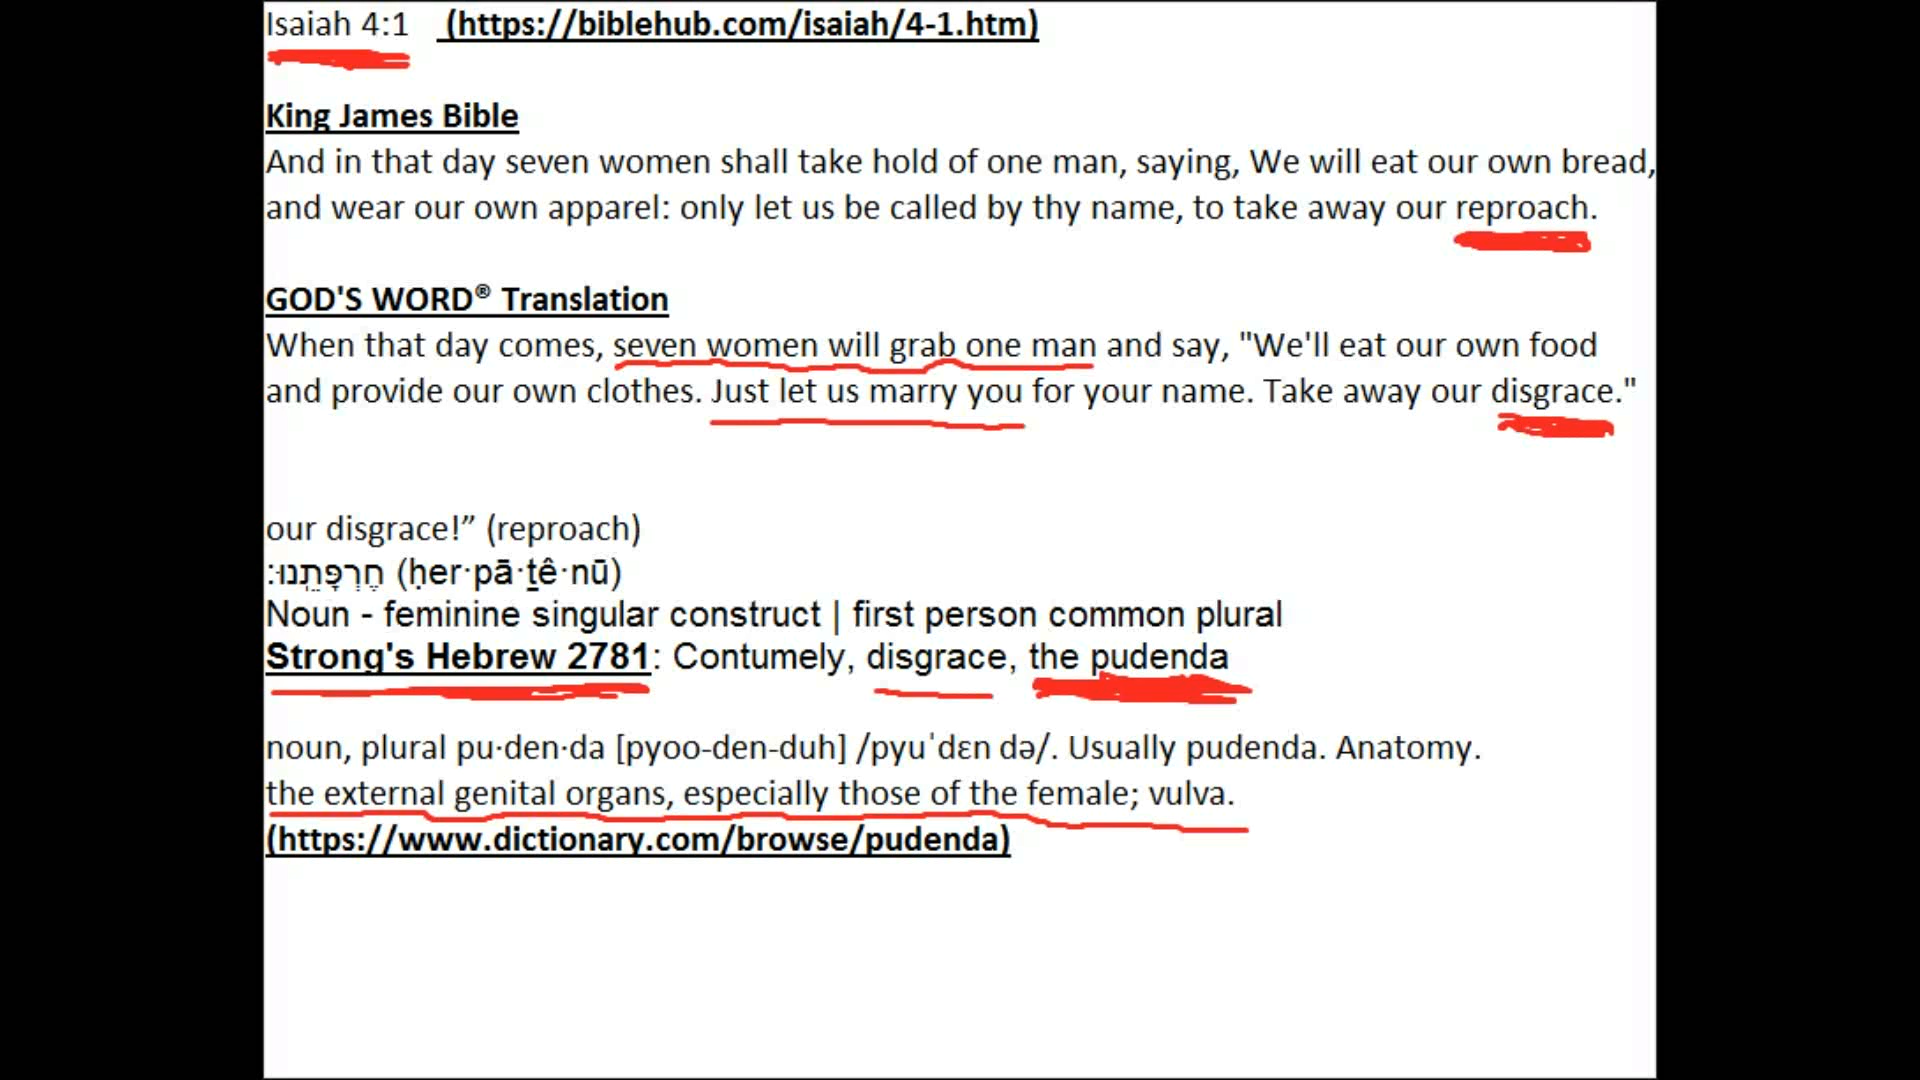 Isaiah 4:1 (https://biblehub.com/isaiah/4-1.htm)
King James Bible
And in that day seven women shall take hold of one man, saying, We will eat our own bread,
and wear our own apparel: only let us be called by thy name, to take away our reproach.
GOD'S WORD® Translation
When that day comes, seven women will grab one man and say, "We'll eat our own food
and provide our own clothes. Just let us marry you for your name. Take away our disgrace."
our disgrace!” (reproach)
חֶרְפָּתֵֽנוּ׃ (ḥer·pā·ṯê·nū)
Noun - feminine singular construct | first person common plural
Strong's Hebrew 2781: Contumely, disgrace, the pudenda
noun, plural pu·den·da [pyoo-den-duh] /pyuˈdɛn də/. Usually pudenda. Anatomy.
the external genital organs, especially those of the female; vulva.
(https://www.dictionary.com/browse/pudenda)